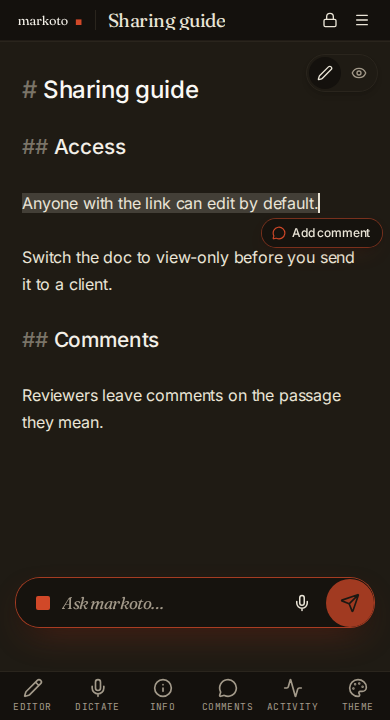 markoto
Sharing guide
# Sharing guide
## Access
Anyone with the link can edit by default.
Add comment
Switch the doc to view-only before you send
it to a client.
## Comments
Reviewers leave comments on the passage
they mean.
Ask markoto...
EDITOR DICTATE INFO COMMENTS ACTIVITY THEME